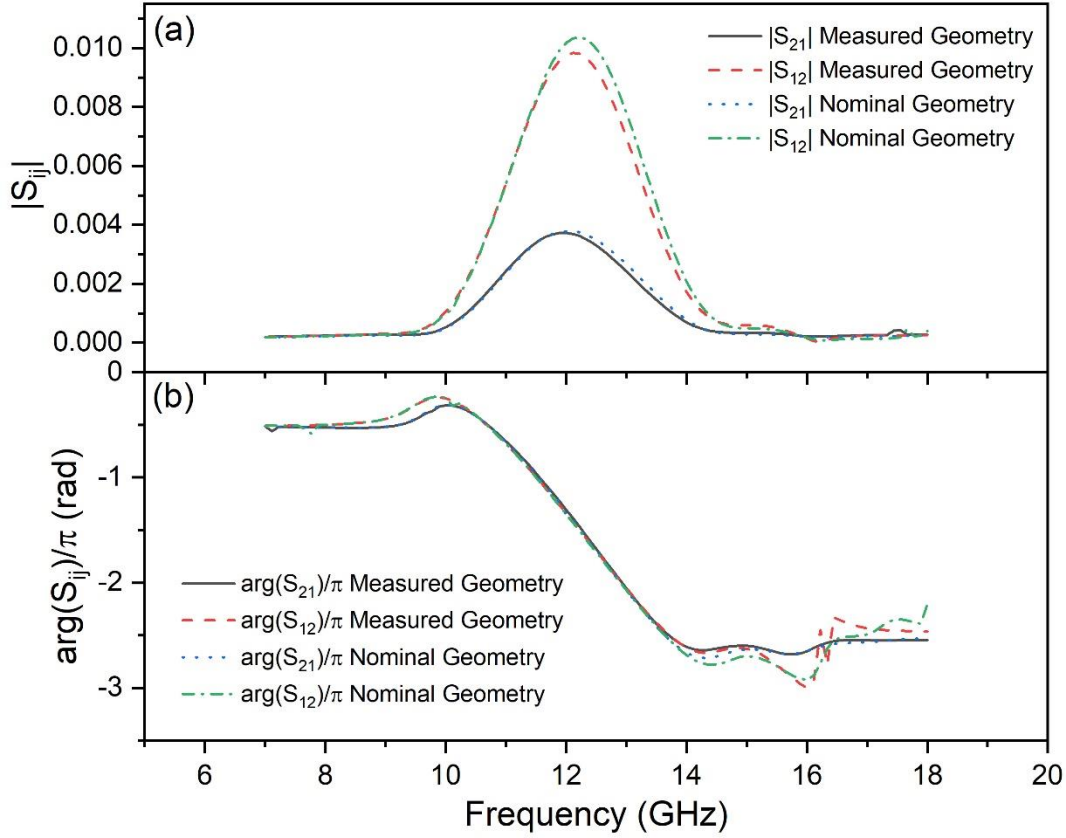 (a)
|S21| Measured Geometry
|S12| Measured Geometry
|S21| Nominal Geometry
|S12| Nominal Geometry
0.010
0.008
0.006
0.004
0.002
0.000
|Sij|
0
(b)
-1
-2
-3
arg(Sij)/π (rad)
arg(S21)/π Measured Geometry
arg(S12)/π Measured Geometry
arg(S21)/π Nominal Geometry
arg(S12)/π Nominal Geometry
6 8 10 12 14 16 18 20
Frequency (GHz)